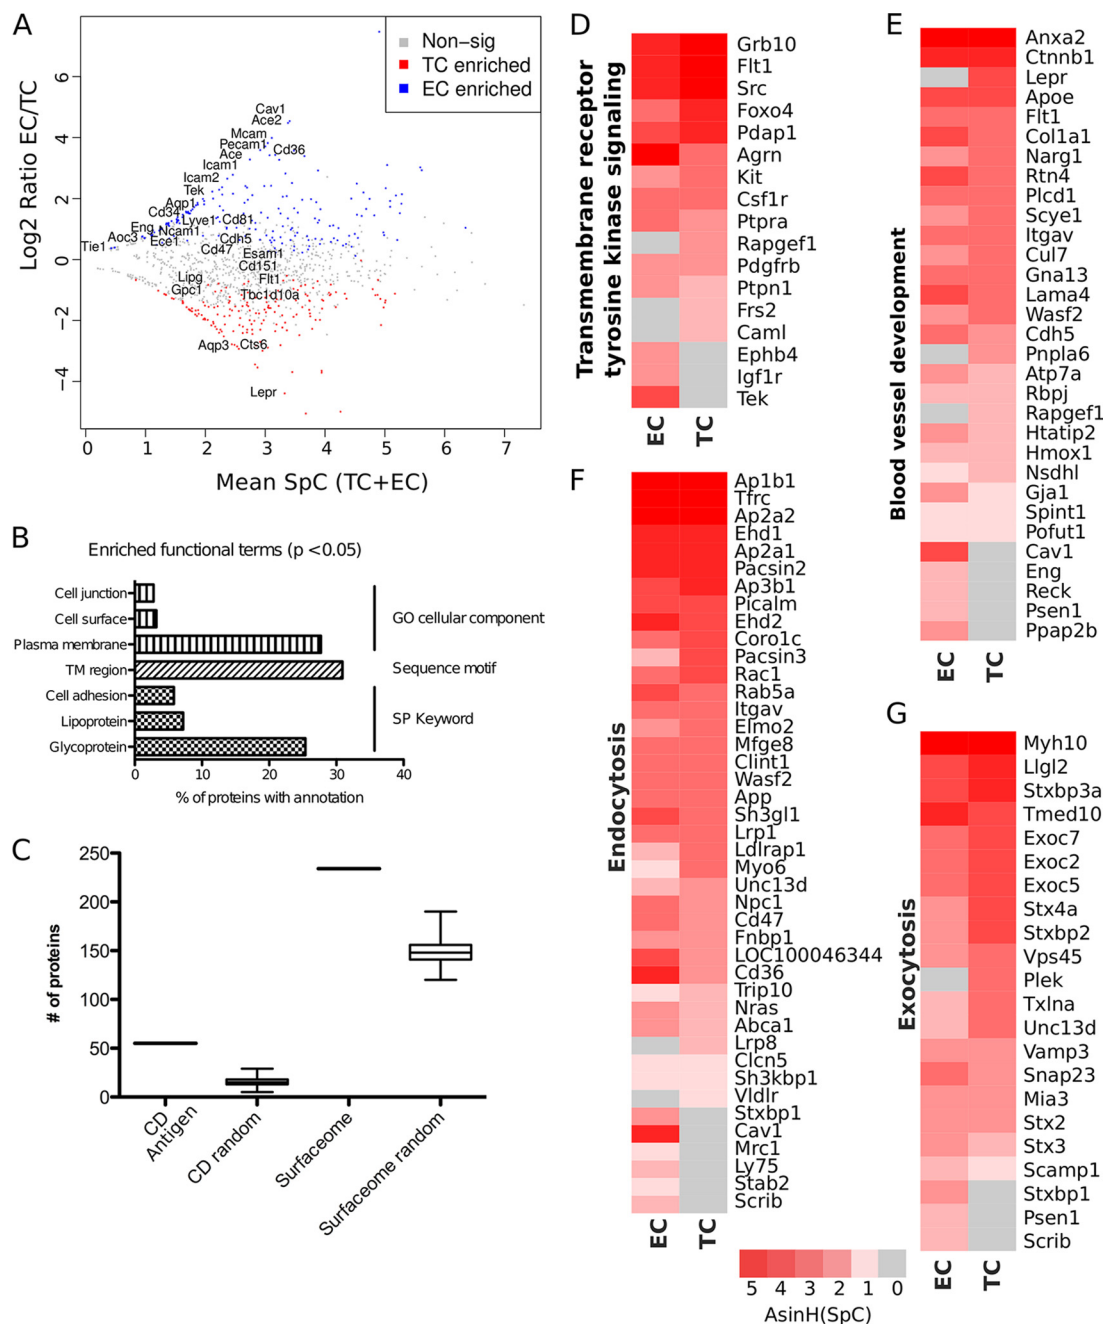 A
Log2 Ratio EC/TC
6
4
2
0
−2
−4
Non−sig
TC enriched
EC enriched
Cav1
Ace2
Mcam
Pecam1
Cd36
Ace
Icam1
Icam2
Tek
Aqp1
Cd34
Lyve1
Cd81
Eng
Ncam1
Aoc3
Ece1
Cdh5
Tie1
Cd47
Esam1
Cd151
Lipg
Flt1
Gpc1
Tbc1d10a
Aqp3
Cts6
Lepr
0 1 2 3 4 5 6 7
Mean SpC (TC+EC)
B
Enriched functional terms (p <0.05)
Cell junction
Cell surface
Plasma membrane
TM region
Cell adhesion
Lipoprotein
Glycoprotein
GO cellular component
Sequence motif
SP Keyword
0 10 20 30 40
% of proteins with annotation
C
# of proteins
250
200
150
100
50
0
CD Antigen
CD random
Surfaceome
Surfaceome random
D
Transmembrane receptor
tyrosine kinase signaling
Grb10
Flt1
Src
Foxo4
Pdap1
Agrn
Kit
Csf1r
Ptpra
Rapgef1
Pdgfrb
Ptpn1
Frs2
Caml
Ephb4
Igf1r
Tek
EC TC
E
Blood vessel development
Anxa2
Ctnnb1
Lepr
Apoe
Flt1
Col1a1
Narg1
Rtn4
Plcd1
Scye1
Itgav
Cul7
Gna13
Lama4
Wasf2
Cdh5
Pnpla6
Atp7a
Rbpj
Rapgef1
Htatip2
Hmox1
Nsdhl
Gja1
Spint1
Pofut1
Cav1
Eng
Reck
Psen1
Ppap2b
EC TC
F
Endocytosis
Ap1b1
Tfrc
Ap2a2
Ehd1
Ap2a1
Pacsin2
Ap3b1
Picalm
Ehd2
Coro1c
Pacsin3
Rac1
Rab5a
Itgav
Elmo2
Mfge8
Clint1
Wasf2
App
Sh3gl1
Lrp1
Ldlrap1
Myo6
Unc13d
Npc1
Cd47
Fnbp1
LOC100046344
Cd36
Trip10
Nras
Abca1
Lrp8
Clcn5
Sh3kbp1
Vldlr
Stxbp1
Cav1
Mrc1
Ly75
Stab2
Scrib
EC TC
G
Exocytosis
Myh10
Llgl2
Stxbp3a
Tmed10
Exoc7
Exoc2
Exoc5
Stx4a
Stxbp2
Vps45
Plek
Txlna
Unc13d
Vamp3
Snap23
Mia3
Stx2
Stx3
Scamp1
Stxbp1
Psen1
Scrib
EC TC
5 4 3 2 1 0
AsinH(SpC)